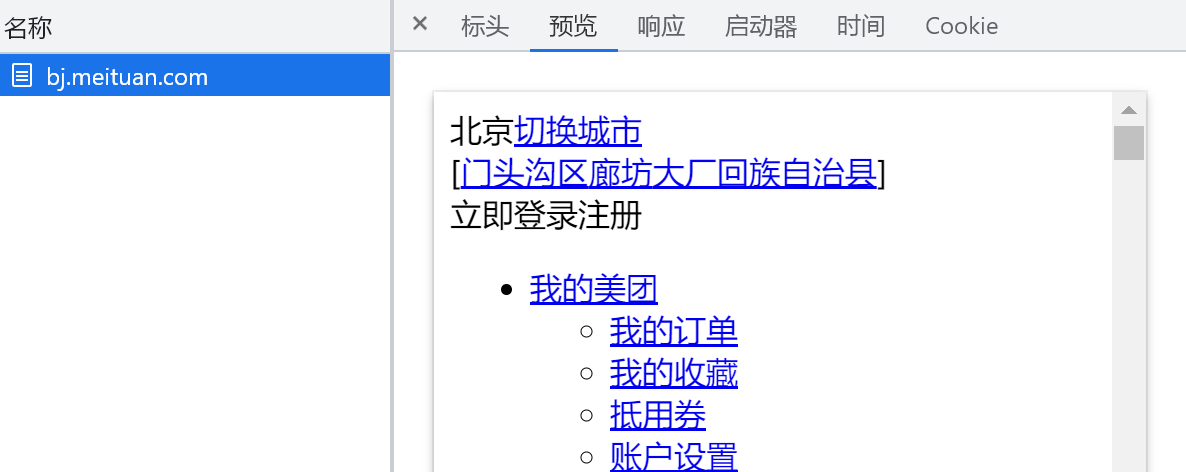 名称
× 标头 预览 响应 启动器 时间 Cookie
bj.meituan.com
北京切换城市
[门头沟区廊坊大厂回族自治县]
立即登录注册
我的美团
我的订单
我的收藏
抵用券
账户设置